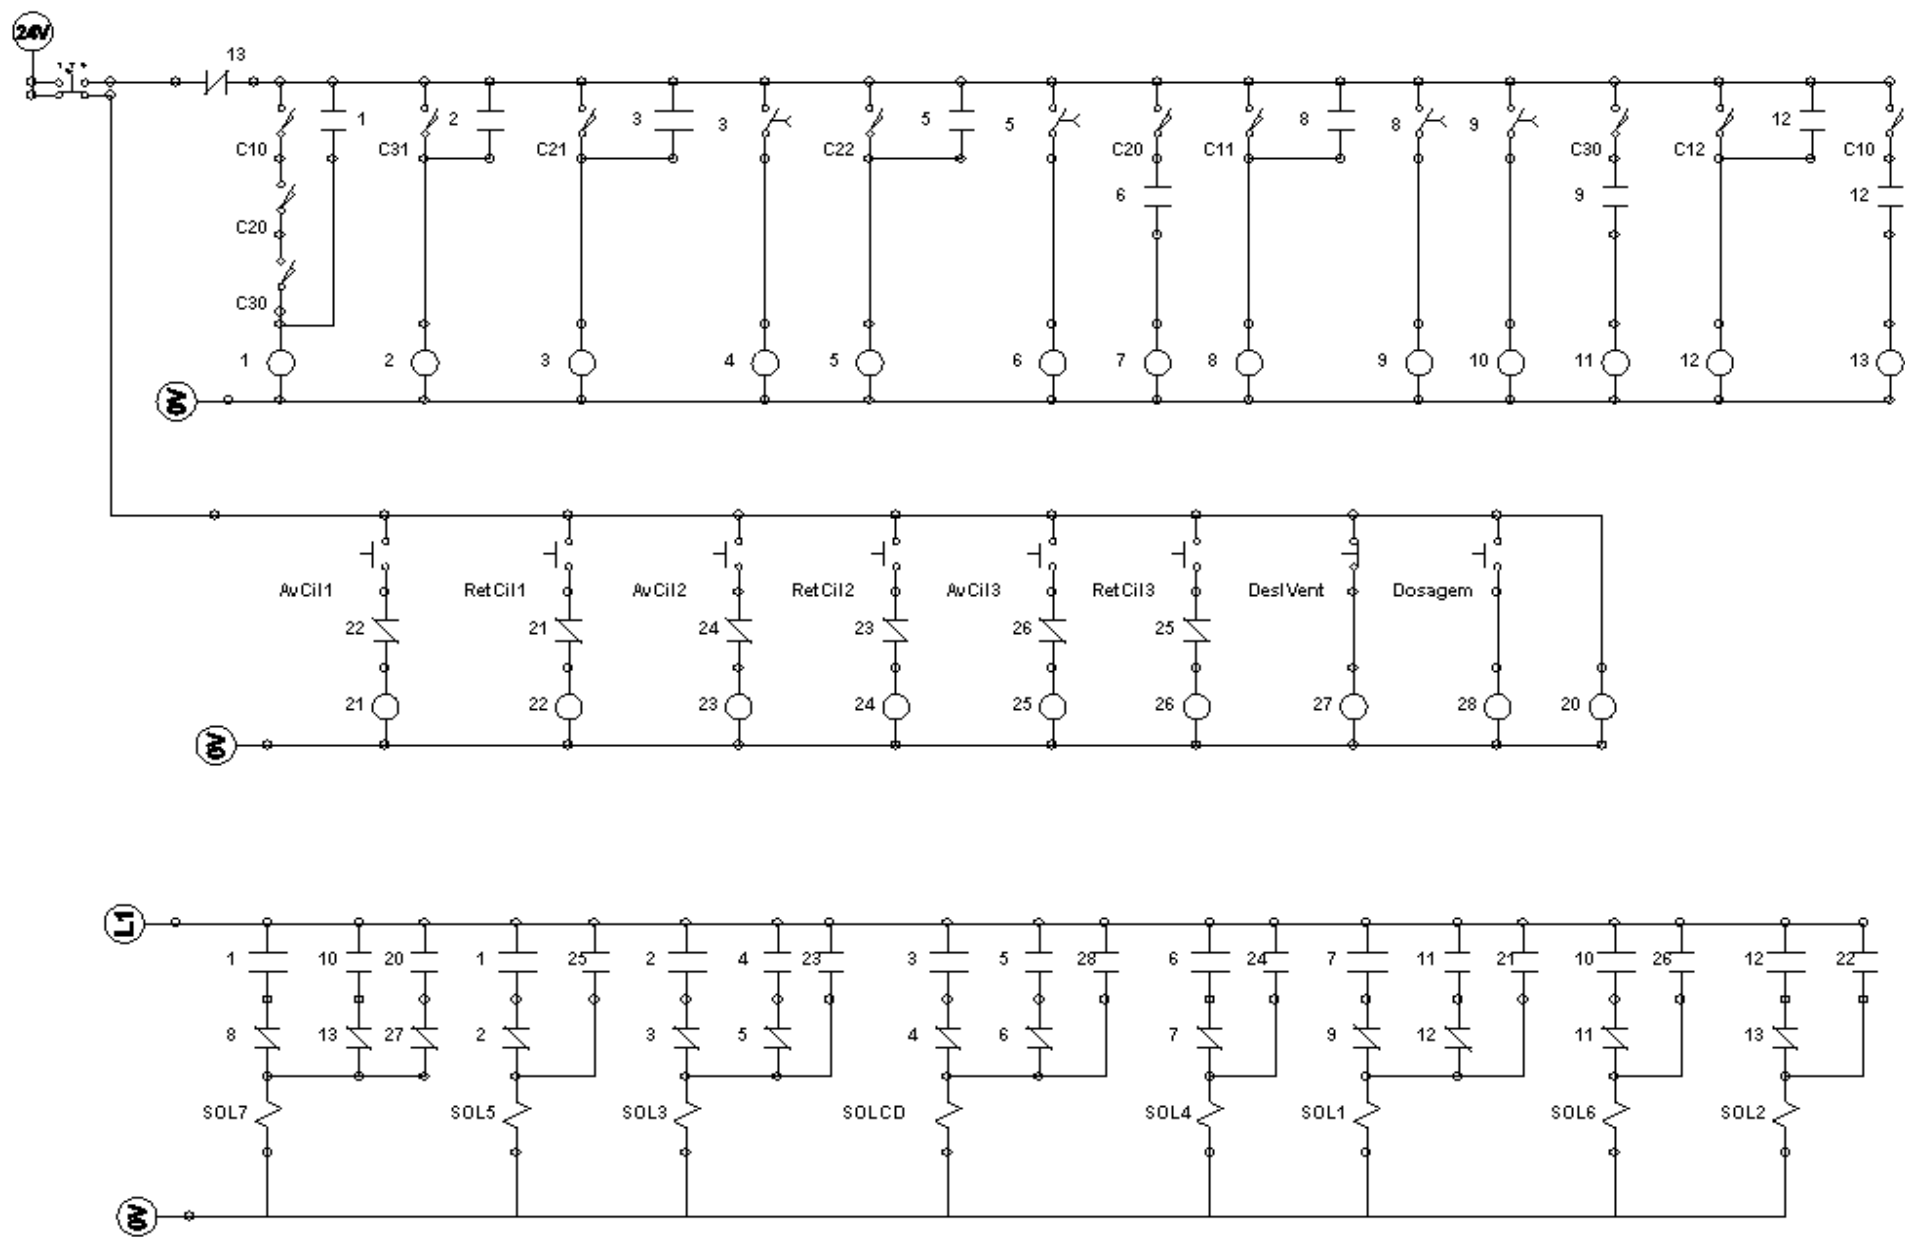 24V
13
1 2 3 3 5 5 8 8 9 12
C10 C31 C21 C22 C20 C11 C30 C12 C10
6 9 12
C20
C30
1 2 3 4 5 6 7 8 9 10 11 12 13
0V
AvCil1 RetCil1 AvCil2 RetCil2 AvCil3 RetCil3 DeslVent Dosagem
22 21 24 23 26 25
21 22 23 24 25 26 27 28 20
0V
L1
1 10 20 1 25 2 4 23 3 5 28 6 24 7 11 21 10 26 12 22
8 13 27 2 3 5 4 6 7 9 12 11 13
SOL7 SOL5 SOL3 SOLCD SOL4 SOL1 SOL6 SOL2
0V